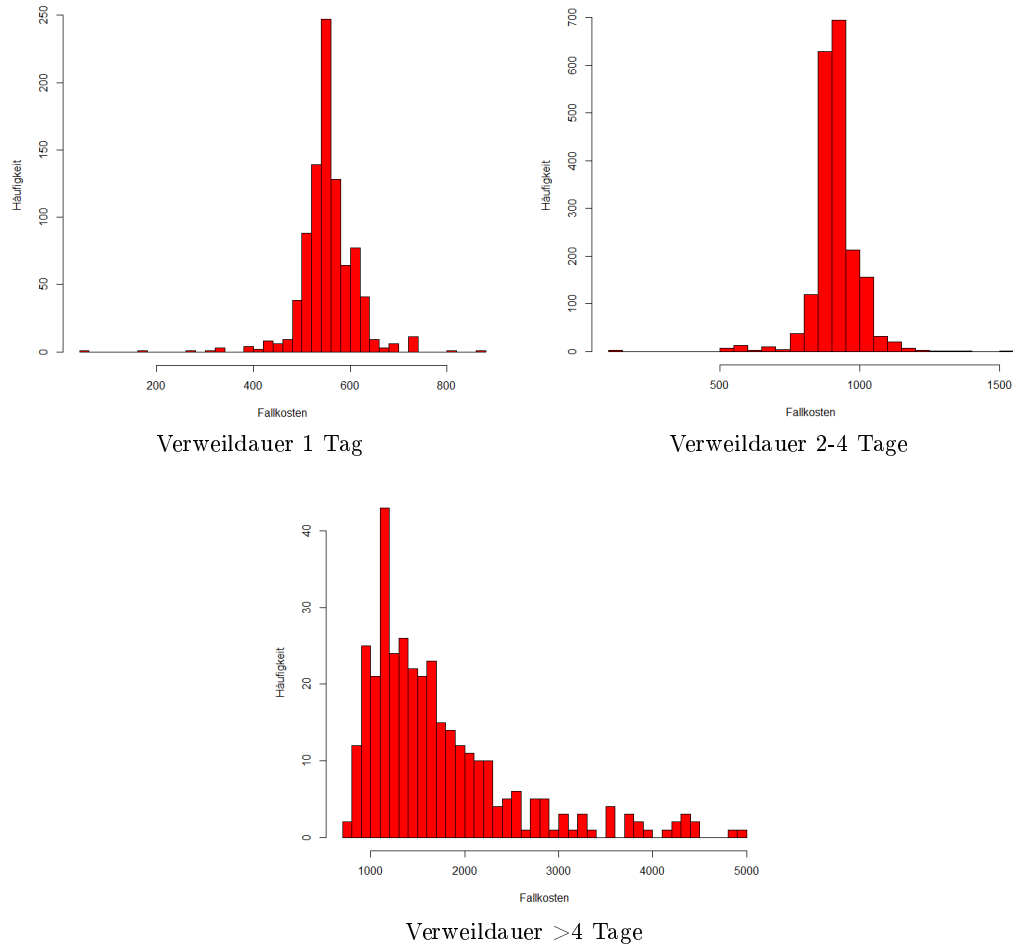 250
200
150
100
50
0
Häufigkeit
200 400 600 800
Fallkosten
Verweildauer 1 Tag
700
600
500
400
300
200
100
0
Häufigkeit
500 1000 1500
Fallkosten
Verweildauer 2-4 Tage
40
30
20
10
0
Häufigkeit
1000 2000 3000 4000 5000
Fallkosten
Verweildauer >4 Tage